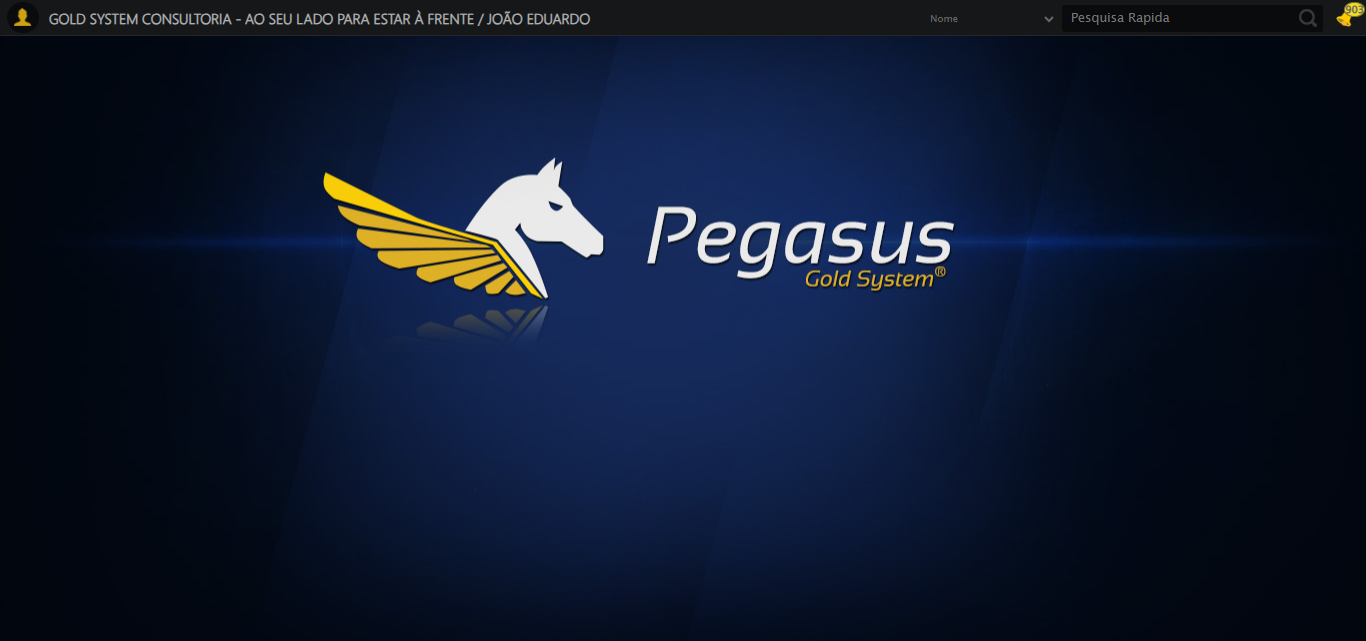 GOLD SYSTEM CONSULTORIA - AO SEU LADO PARA ESTAR À FRENTE / JOÃO EDUARDO
Nome
Pesquisa Rapida
903
Pegasus
Gold System®